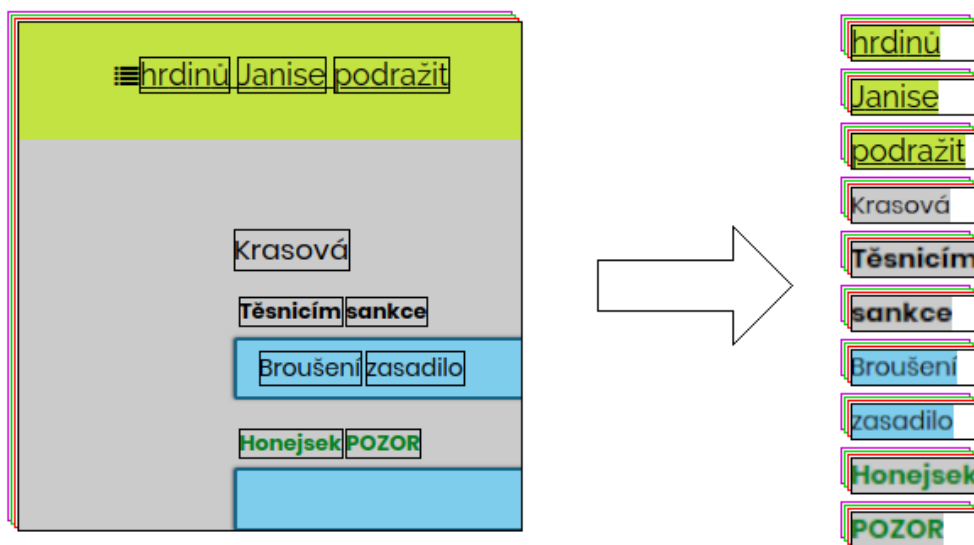 hrdinů Janise podražit
Krasová
Těsnicím sankce
Broušení zasadilo
Honejsek POZOR
hrdinů
Janise
podražit
Krasová
Těsnicím
sankce
Broušení
zasadilo
Honejsek
POZOR